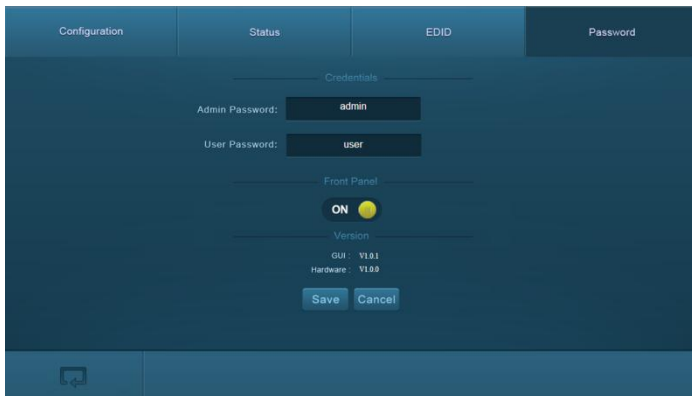 Configuration Status EDID Password
Credentials
Admin Password: admin
User Password: user
Front Panel
ON
Version
GUI : V1.0.1
Hardware : V1.0.0
Save Cancel